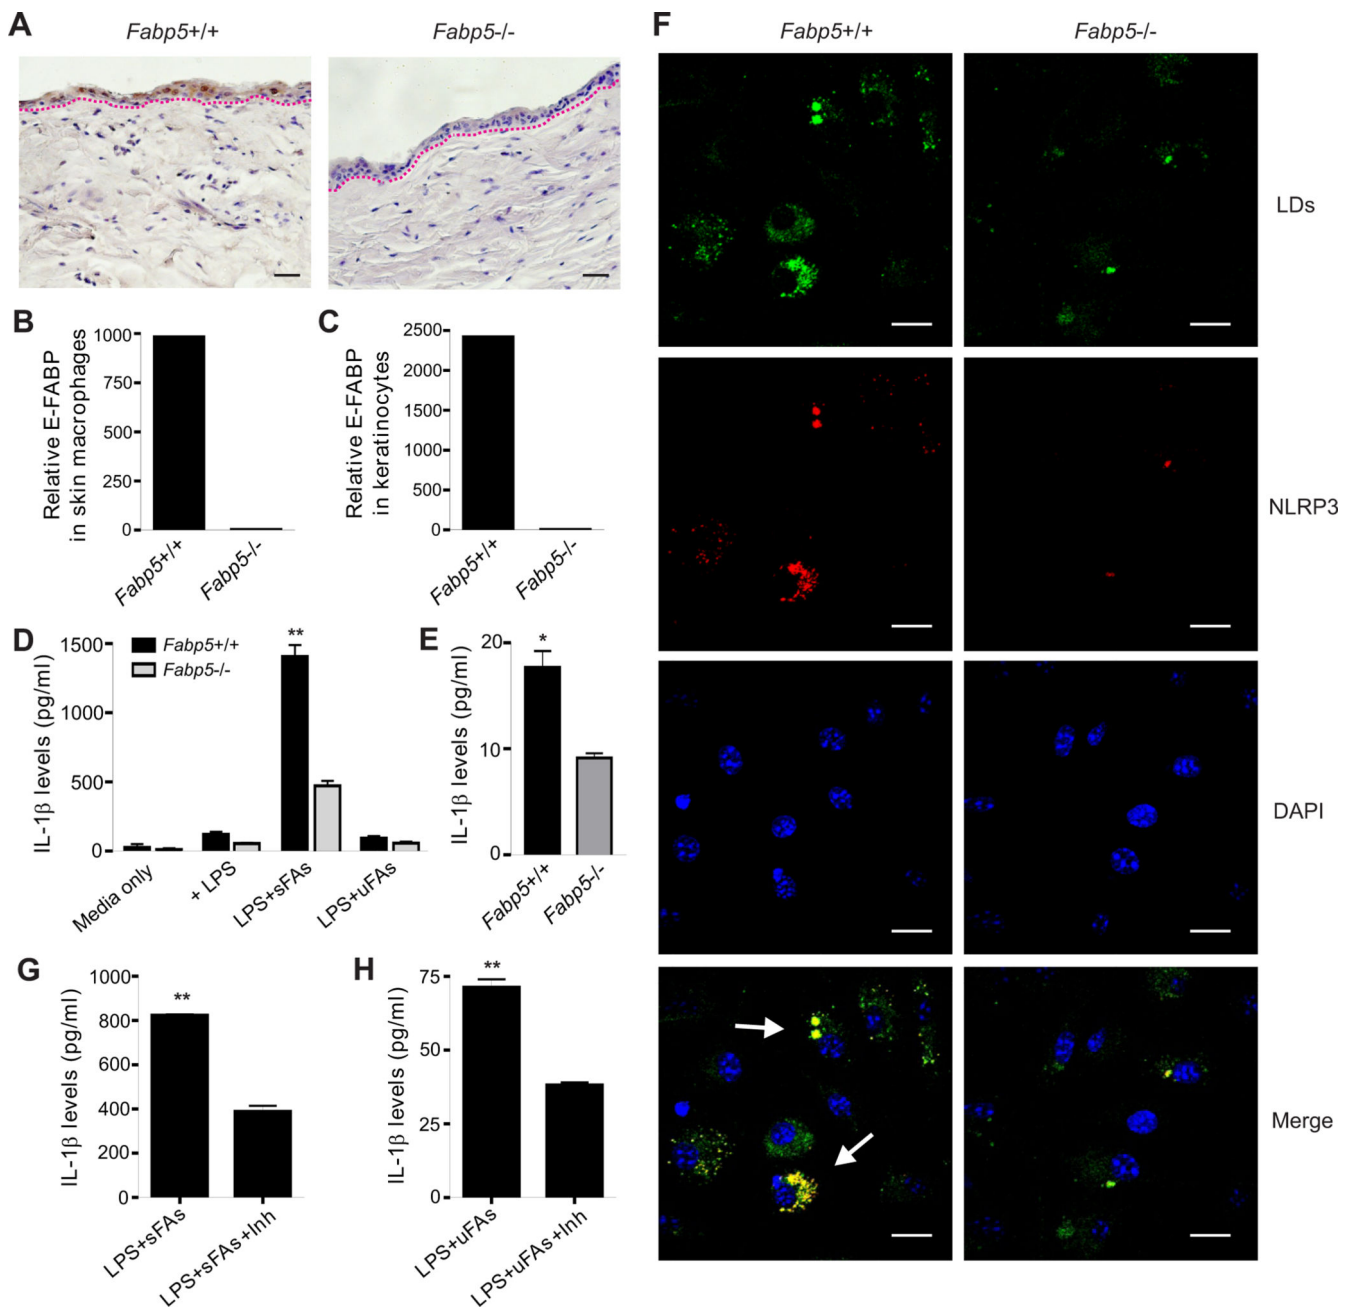 A
Fabp5+/+
Fabp5-/-
B
Relative E-FABP
in skin macrophages
1000
750
500
250
0
Fabp5+/+
Fabp5-/-
C
Relative E-FABP
in keratinocytes
2500
2000
1500
1000
500
0
Fabp5+/+
Fabp5-/-
D
IL-1β levels (pg/ml)
1500
1000
500
0
**
Fabp5+/+
Fabp5-/-
Media only
+ LPS
LPS+sFAs
LPS+uFAs
E
IL-1β levels (pg/ml)
20
10
0
*
Fabp5+/+
Fabp5-/-
F
Fabp5+/+
Fabp5-/-
LDs
NLRP3
DAPI
Merge
G
IL-1β levels (pg/ml)
1000
800
600
400
200
0
**
LPS+sFAs
LPS+sFAs+Inh
H
IL-1β levels (pg/ml)
75
50
25
0
**
LPS+uFAs
LPS+uFAs+Inh